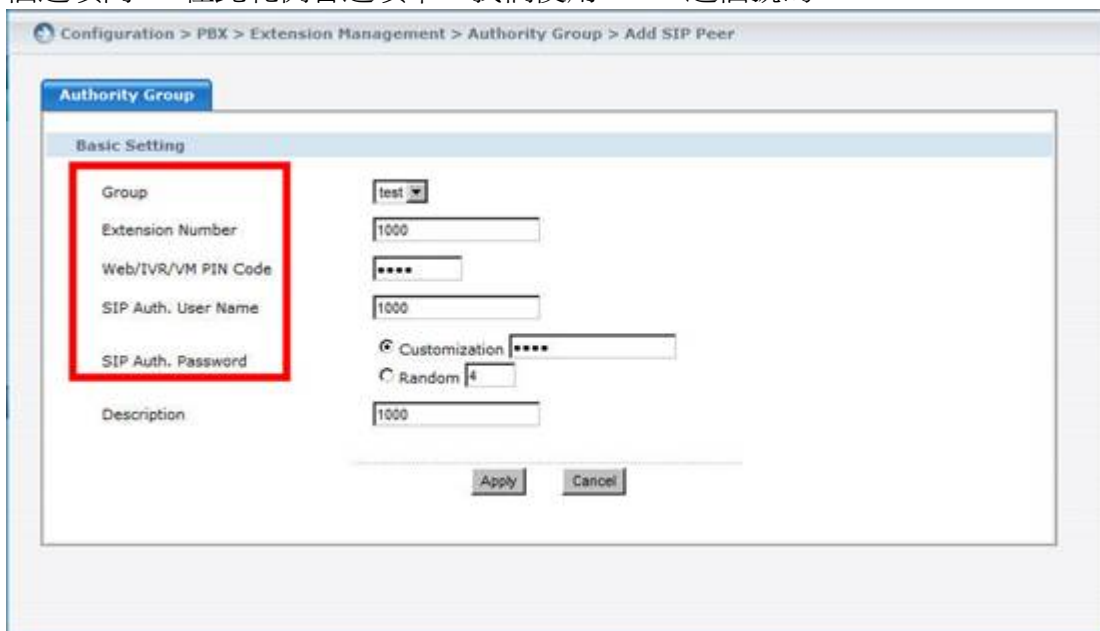 Configuration > PBX > Extension Management > Authority Group > Add SIP Peer
Authority Group
Basic Setting
Group test
Extension Number 1000
Web/IVR/VM PIN Code ••••
SIP Auth. User Name 1000
SIP Auth. Password Customization ••••
Random 4
Description 1000
Apply Cancel